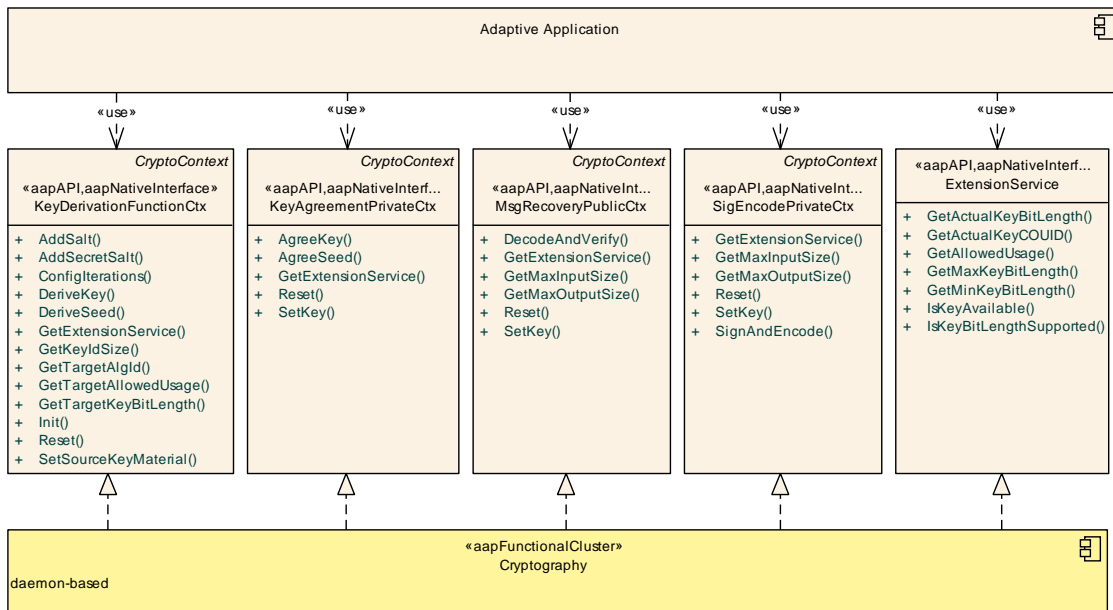 Adaptive Application
«use»
«use»
«use»
«use»
«use»
CryptoContext
«aapAPI,aapNativeInterface»
KeyDerivationFunctionCtx
+ AddSalt()
+ AddSecretSalt()
+ ConfigIterations()
+ DeriveKey()
+ DeriveSeed()
+ GetExtensionService()
+ GetKeyIdSize()
+ GetTargetAlgId()
+ GetTargetAllowedUsage()
+ GetTargetKeyBitLength()
+ Init()
+ Reset()
+ SetSourceKeyMaterial()
CryptoContext
«aapAPI,aapNativeInterf...
KeyAgreementPrivateCtx
+ AgreeKey()
+ AgreeSeed()
+ GetExtensionService()
+ Reset()
+ SetKey()
CryptoContext
«aapAPI,aapNativeInt...
MsgRecoveryPublicCtx
+ DecodeAndVerify()
+ GetExtensionService()
+ GetMaxInputSize()
+ GetMaxOutputSize()
+ Reset()
+ SetKey()
CryptoContext
«aapAPI,aapNativeInt...
SigEncodePrivateCtx
+ GetExtensionService()
+ GetMaxInputSize()
+ GetMaxOutputSize()
+ Reset()
+ SetKey()
+ SignAndEncode()
«aapAPI,aapNativeInterf...
ExtensionService
+ GetActualKeyBitLength()
+ GetActualKeyCOUID()
+ GetAllowedUsage()
+ GetMaxKeyBitLength()
+ GetMinKeyBitLength()
+ IsKeyAvailable()
+ IsKeyBitLengthSupported()
«aapFunctionalCluster»
Cryptography
daemon-based